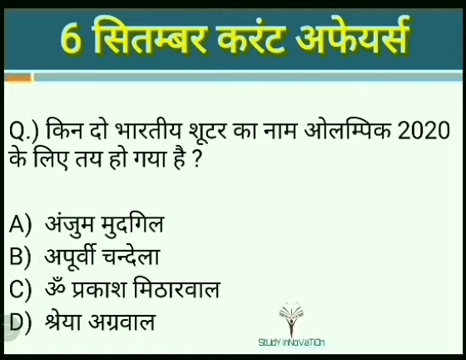 6 सितम्बर करंट अफेयर्स
Q.) किन दो भारतीय शूटर का नाम ओलम्पिक 2020
के लिए तय हो गया है ?
A) अंजुम मुदगिल
B) अपूर्वी चन्देला
C) ॐ प्रकाश मिठारवाल
D) श्रेया अग्रवाल
StudY inNovaTiOn